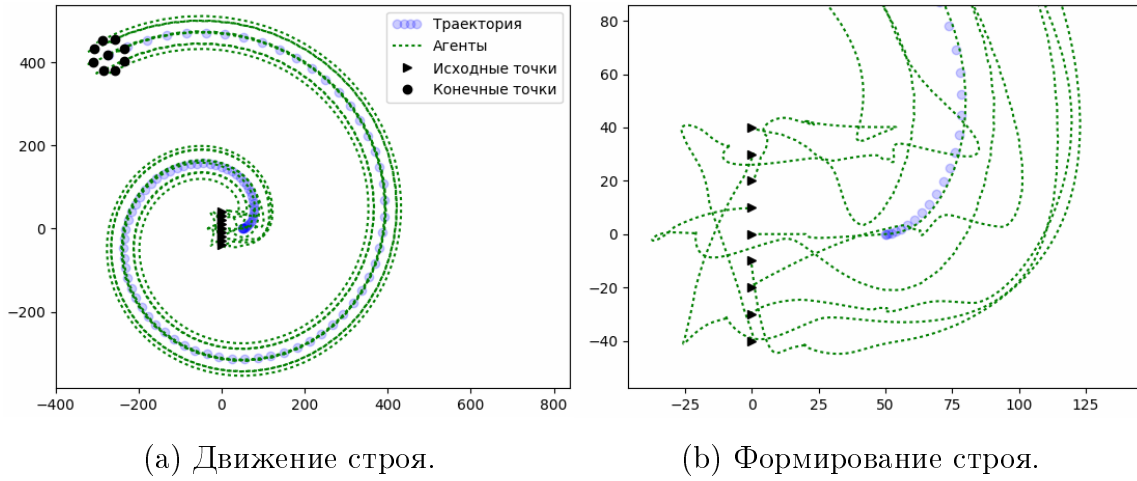 Траектория
Агенты
Исходные точки
Конечные точки
400
200
0
−200
−400 −200 0 200 400 600 800
80
60
40
20
0
−20
−40
−25 0 25 50 75 100 125
(a) Движение строя.
(b) Формирование строя.